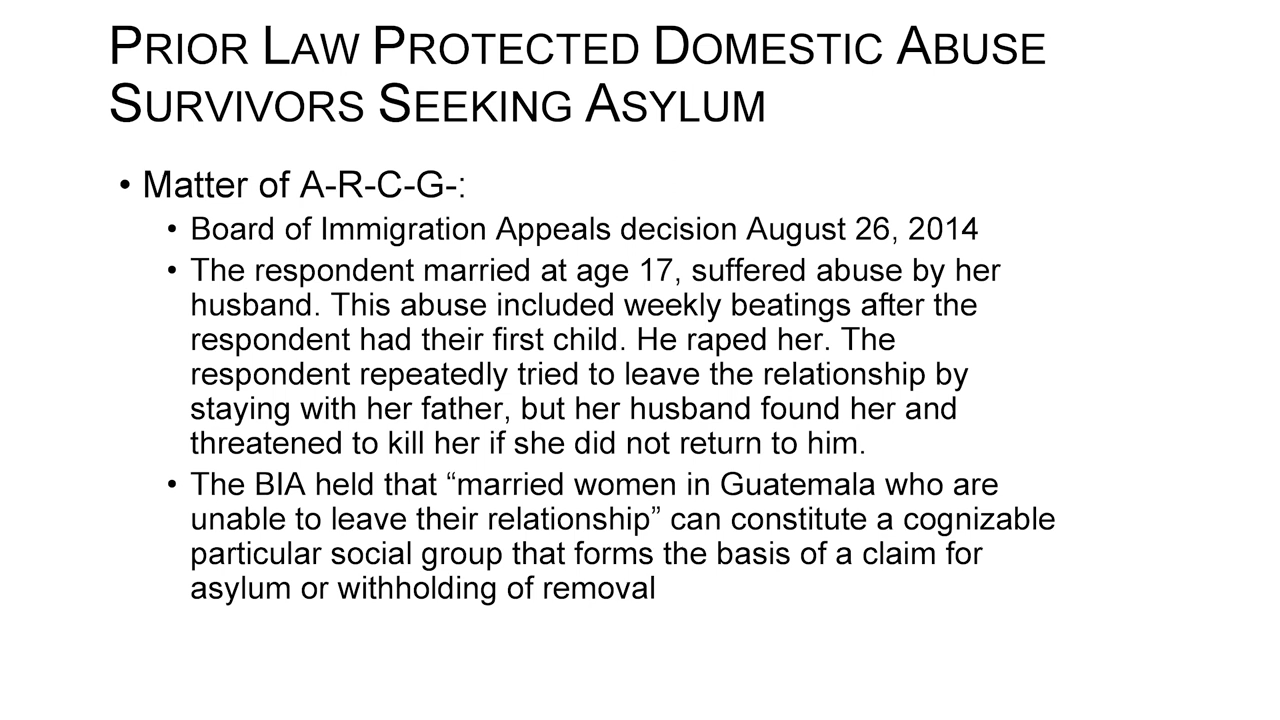 PRIOR LAW PROTECTED DOMESTIC ABUSE
SURVIVORS SEEKING ASYLUM
• Matter of A-R-C-G-:
• Board of Immigration Appeals decision August 26, 2014
• The respondent married at age 17, suffered abuse by her
husband. This abuse included weekly beatings after the
respondent had their first child. He raped her. The
respondent repeatedly tried to leave the relationship by
staying with her father, but her husband found her and
threatened to kill her if she did not return to him.
• The BIA held that “married women in Guatemala who are
unable to leave their relationship” can constitute a cognizable
particular social group that forms the basis of a claim for
asylum or withholding of removal